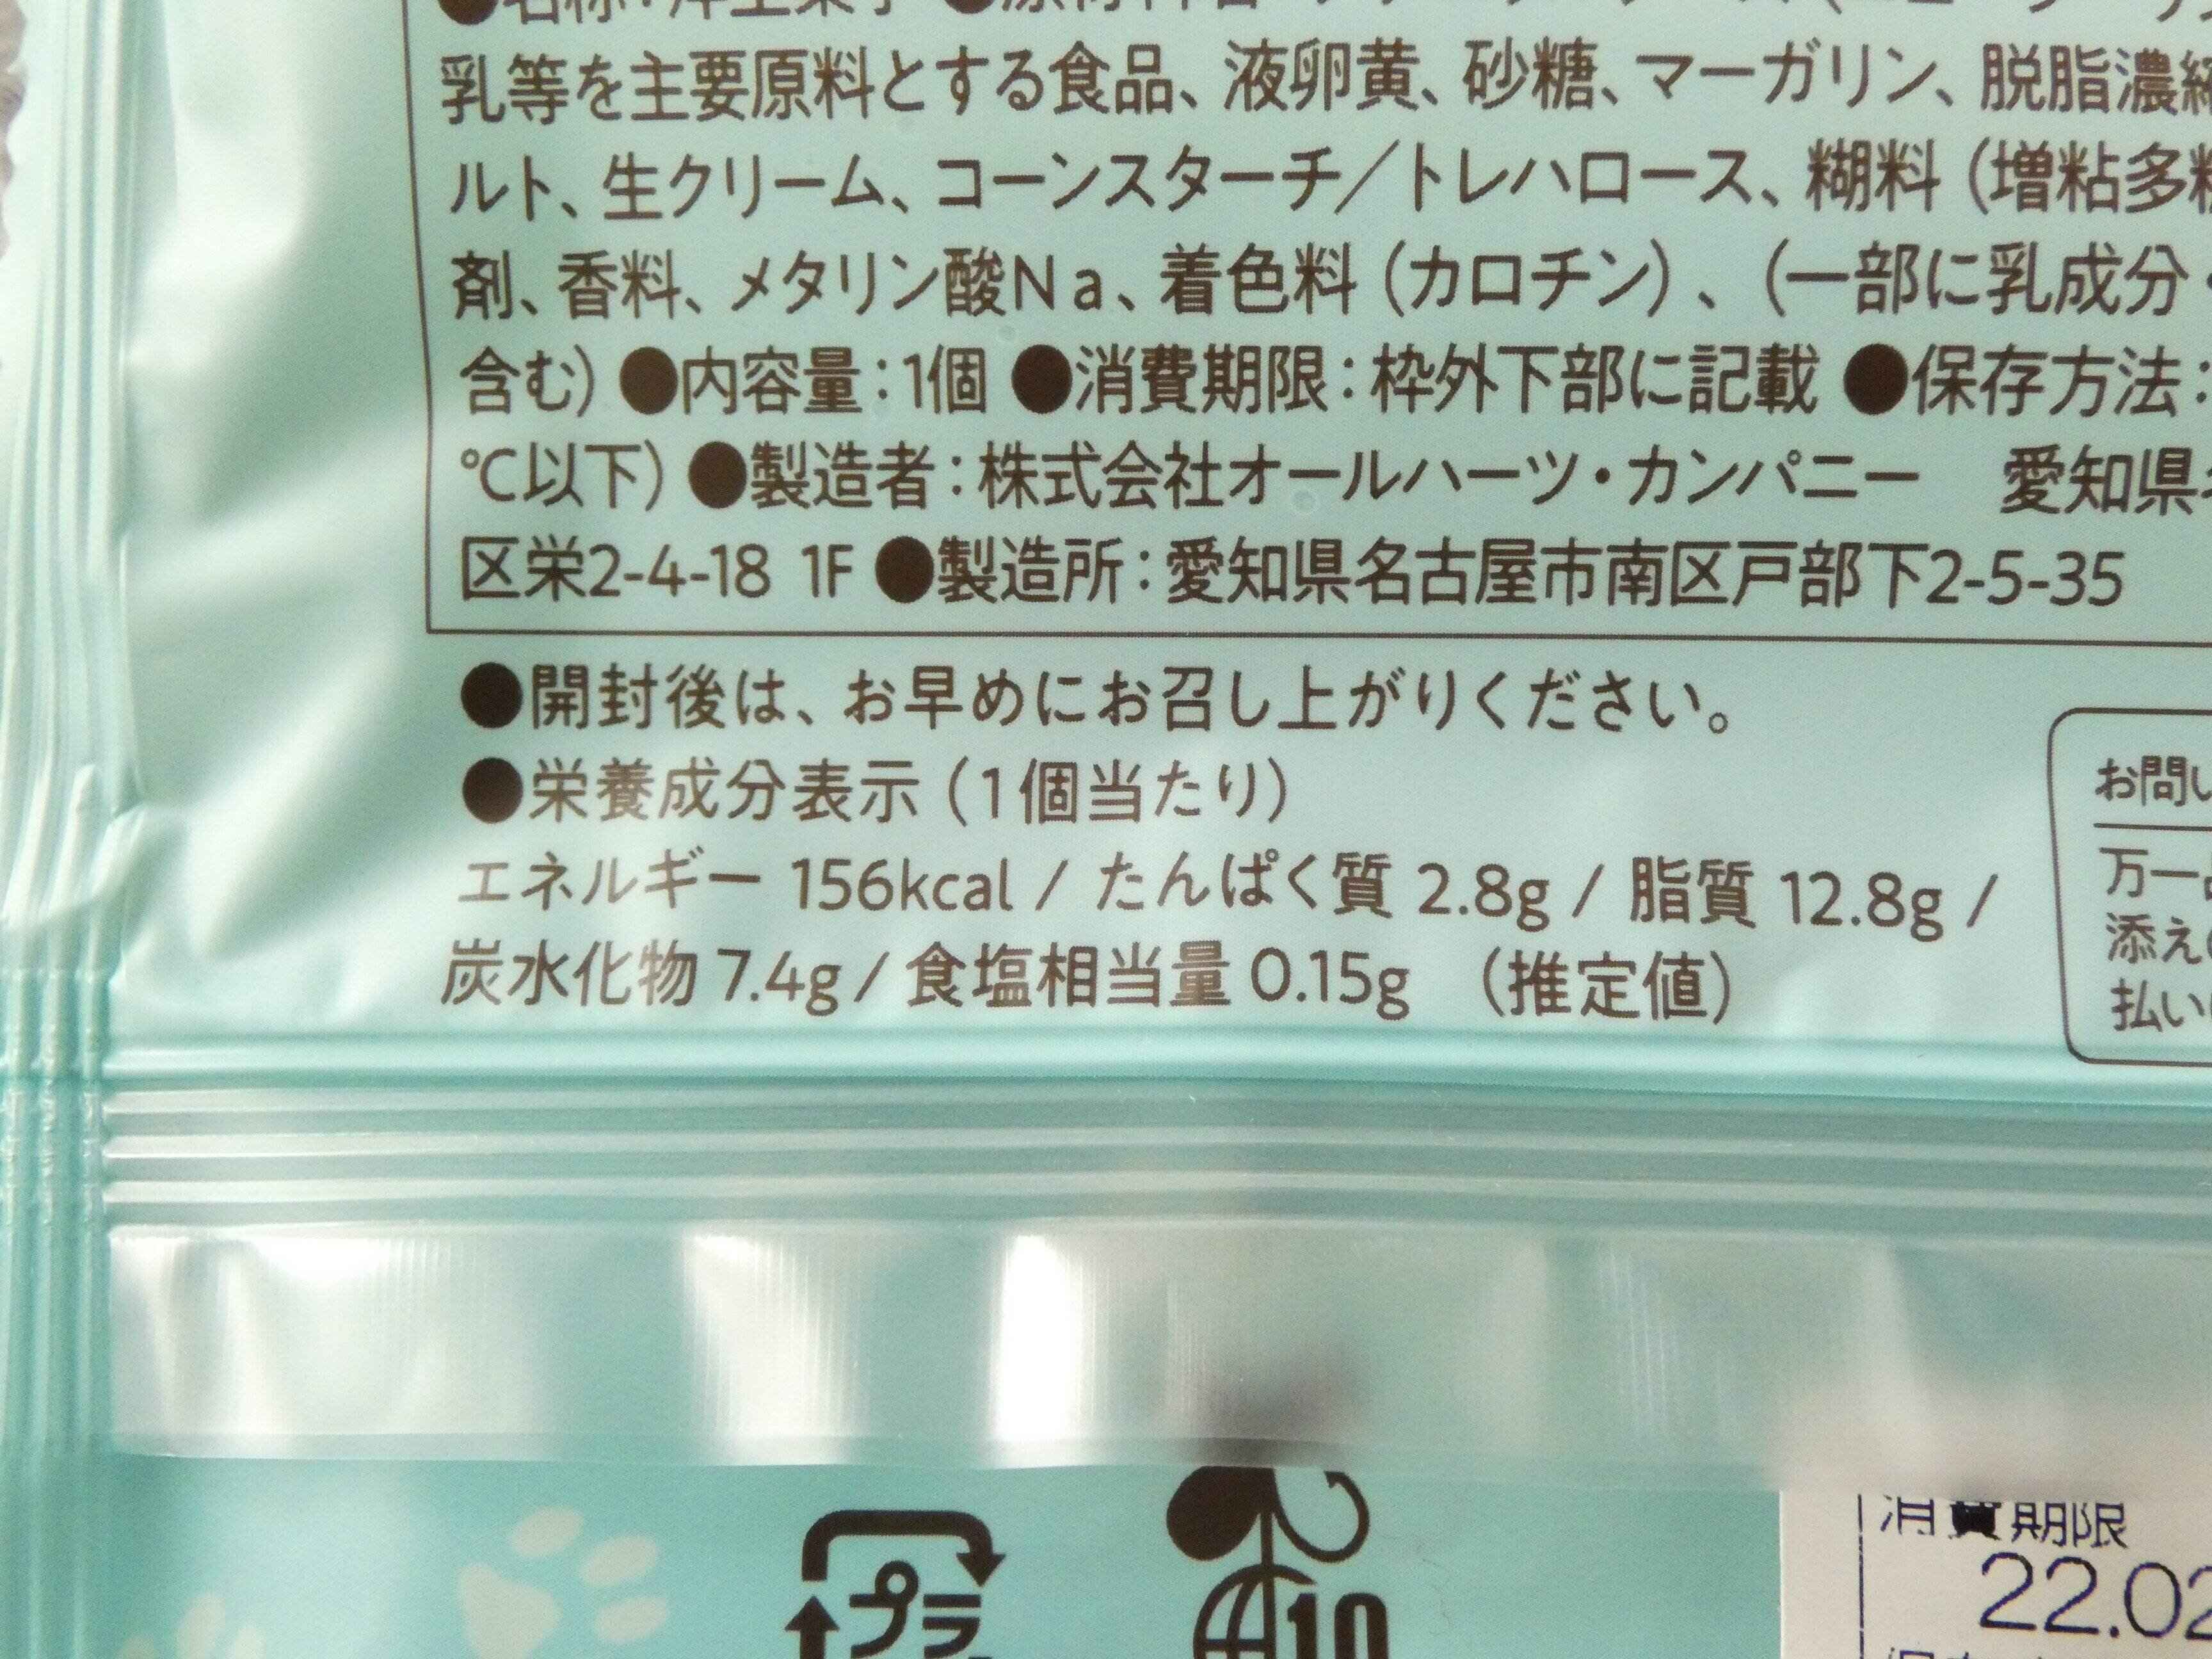 乳等を主要原料とする食品、液卵黄、砂糖、マーガリン、脱脂濃縮
ルト、生クリーム、コーンスターチ／トレハロース、糊料（増粘多糖
剤、香料、メタリン酸Na、着色料（カロチン）、（一部に乳成分・
含む）●内容量：1個 ●消費期限：枠外下部に記載 ●保存方法：
℃以下）●製造者：株式会社オールハーツ・カンパニー 愛知県名
区栄2-4-18 1F ●製造所：愛知県名古屋市南区戸部下2-5-35
●開封後は、お早めにお召し上がりください。
●栄養成分表示（1個当たり）
エネルギー 156kcal / たんぱく質 2.8g / 脂質 12.8g /
炭水化物 7.4g / 食塩相当量 0.15g （推定値）
お問い
万一
添え
払い
プラ
10
消費期限
22.02